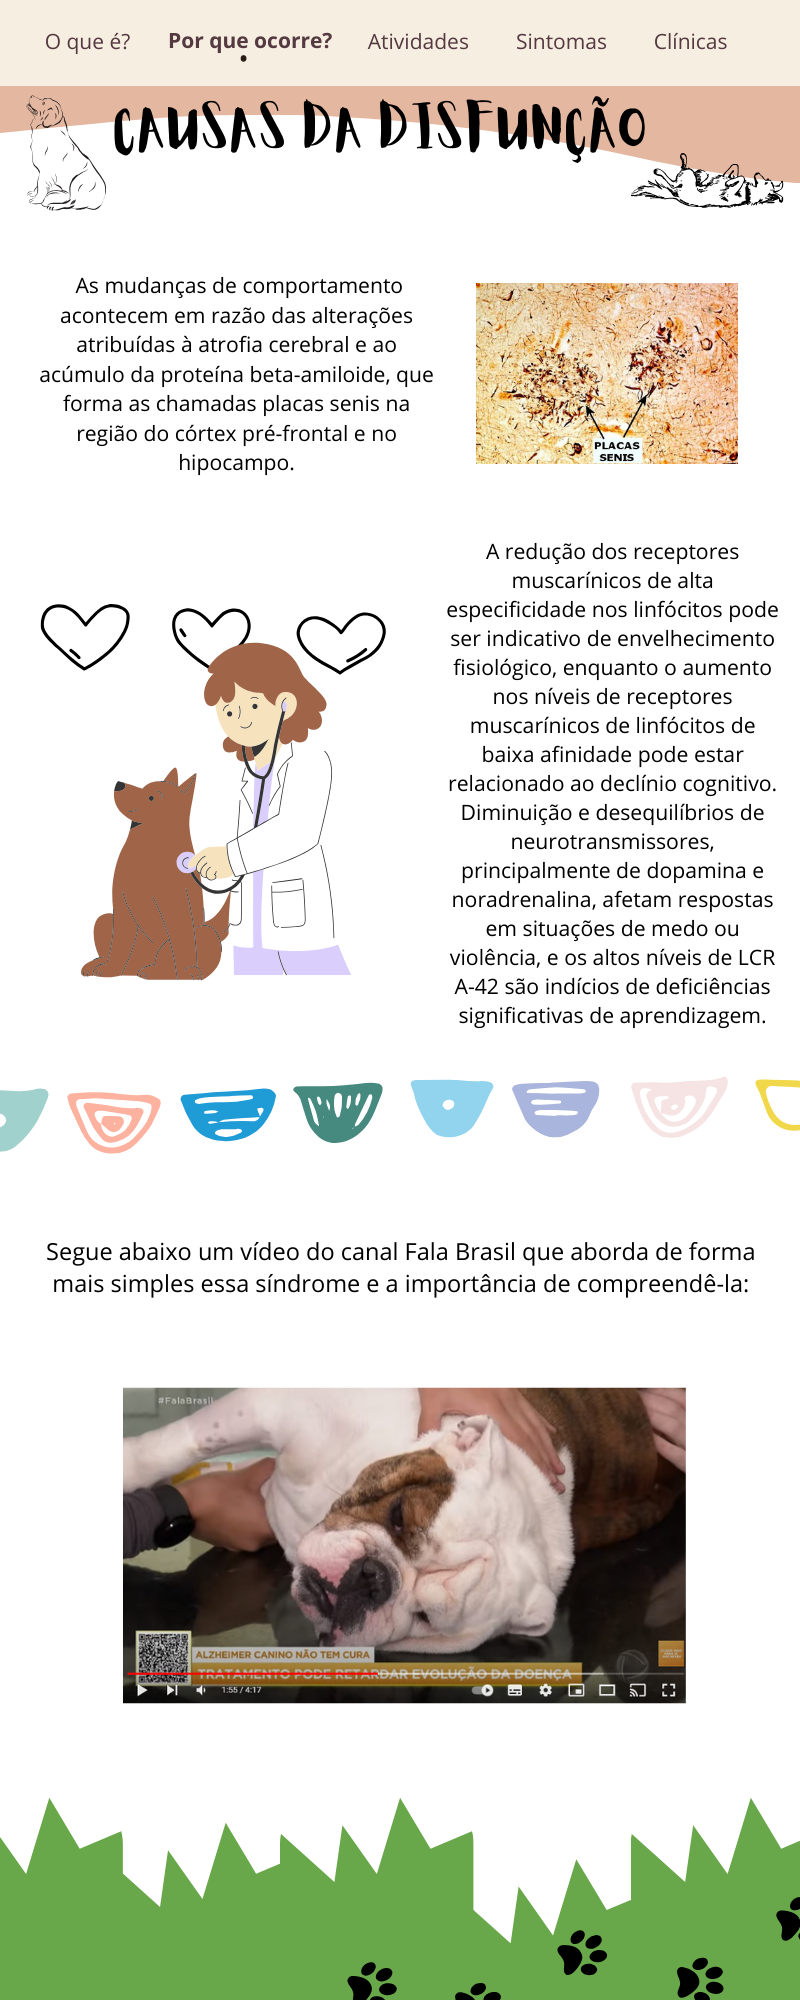 O que é? Por que ocorre? Atividades Sintomas Clínicas
CAUSAS DA DISFUNÇÃO
As mudanças de comportamento
acontecem em razão das alterações
atribuídas à atrofia cerebral e ao
acúmulo da proteína beta-amiloide, que
forma as chamadas placas senis na
região do córtex pré-frontal e no
hipocampo.
PLACAS
SENIS
A redução dos receptores
muscarínicos de alta
especificidade nos linfócitos pode
ser indicativo de envelhecimento
fisiológico, enquanto o aumento
nos níveis de receptores
muscarínicos de linfócitos de
baixa afinidade pode estar
relacionado ao declínio cognitivo.
Diminuição e desequilíbrios de
neurotransmissores,
principalmente de dopamina e
noradrenalina, afetam respostas
em situações de medo ou
violência, e os altos níveis de LCR
A-42 são indícios de deficiências
significativas de aprendizagem.
Segue abaixo um vídeo do canal Fala Brasil que aborda de forma
mais simples essa síndrome e a importância de compreendê-la:
#FalaBrasil
ALZHEIMER CANINO NÃO TEM CURA
TRATAMENTO PODE RETARDAR EVOLUÇÃO DA DOENÇA
1:55 / 4:17